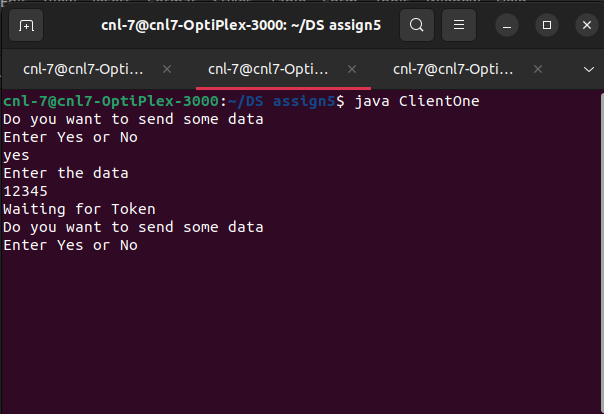 cnl-7@cnl7-OptiPlex-3000: ~/DS assign5
cnl-7@cnl7-Opti... cnl-7@cnl7-Opti... cnl-7@cnl7-Opti...
cnl-7@cnl7-OptiPlex-3000:~/DS assign5$ java ClientOne
Do you want to send some data
Enter Yes or No
yes
Enter the data
12345
Waiting for Token
Do you want to send some data
Enter Yes or No